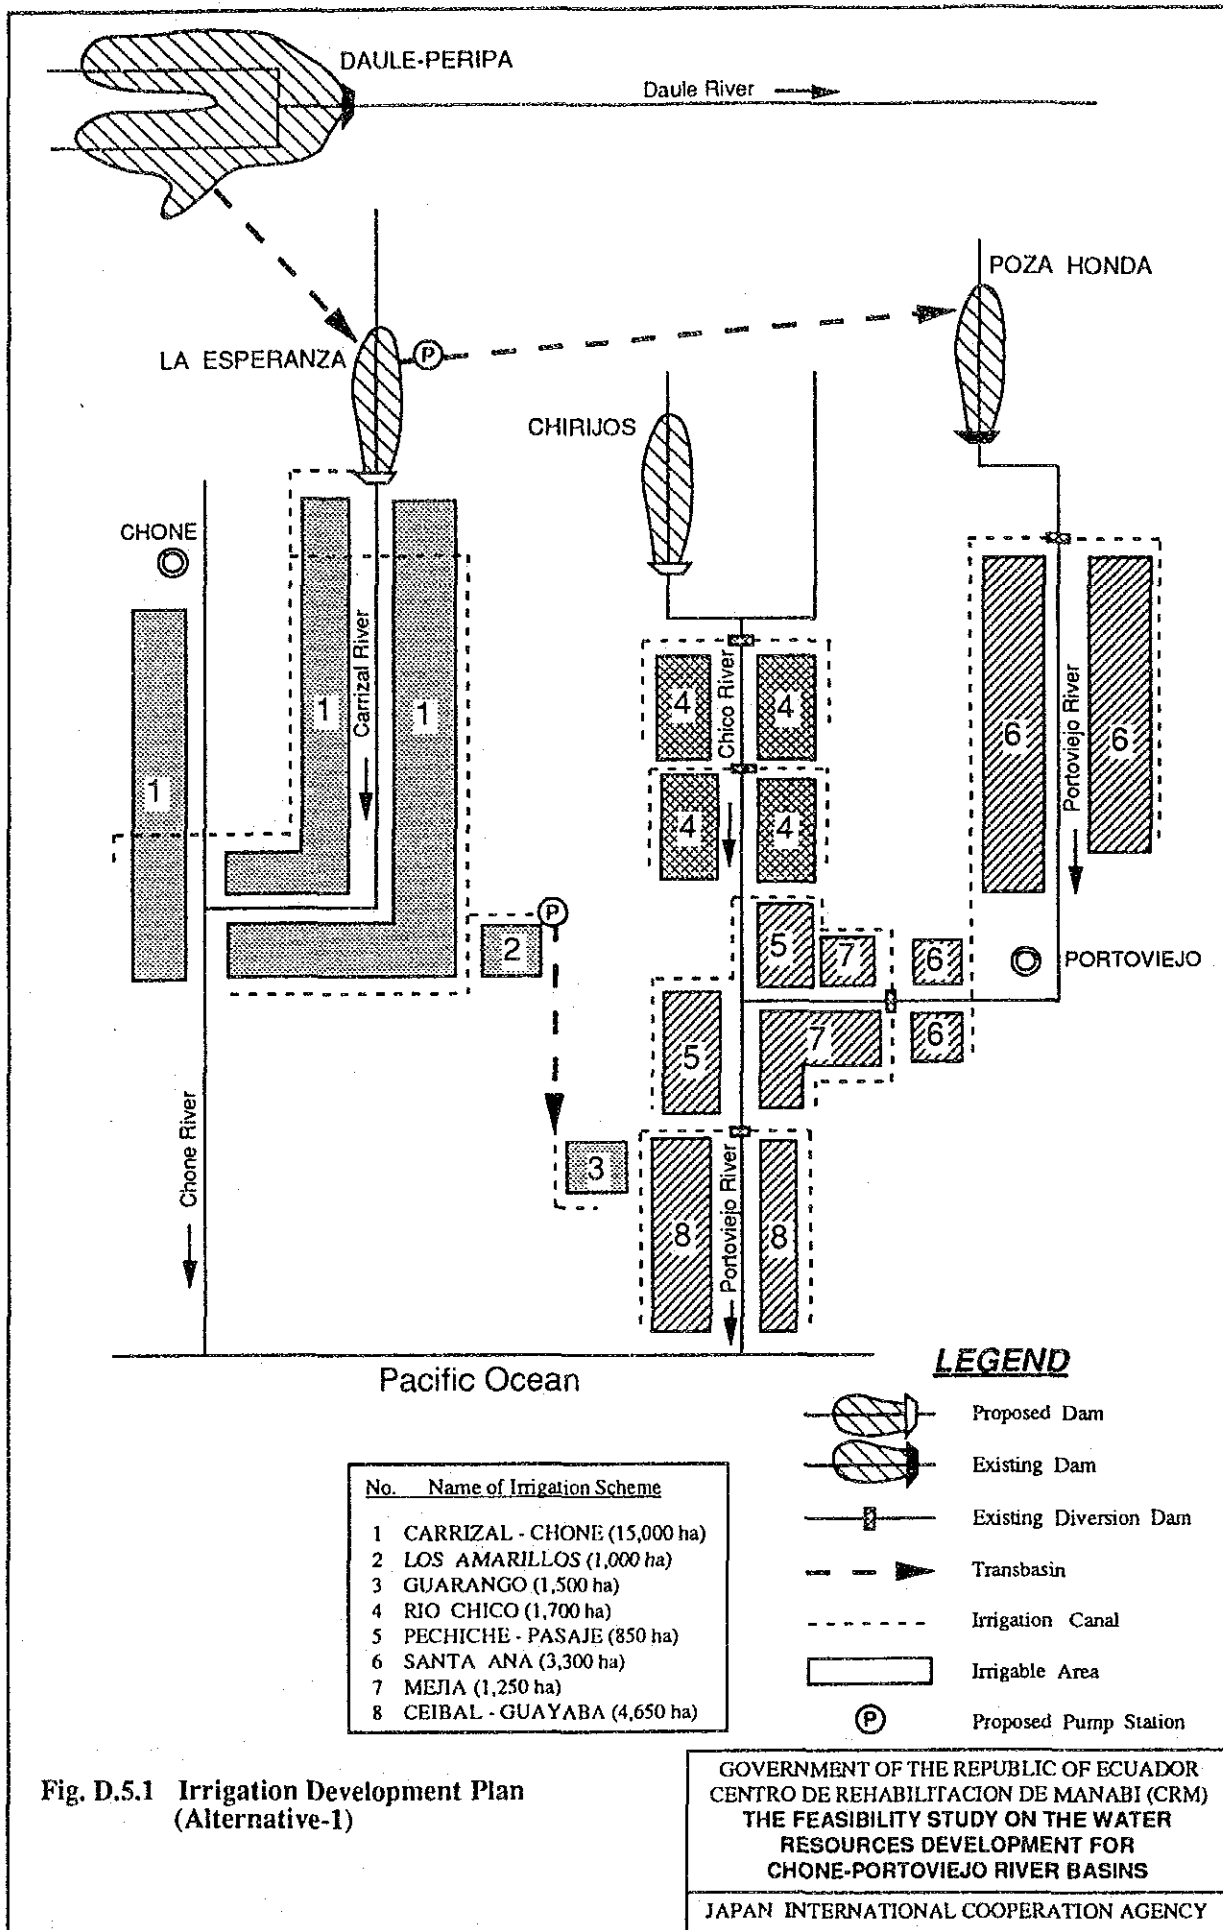 DAULE-PERIPA
Daule River
POZA HONDA
LA ESPERANZA
P
CHIRIJOS
CHONE
1
1
1
Carrizal River
Chico River
4
4
4
4
6
6
Portoviejo River
P
2
5
7
6
PORTOVIEJO
5
7
6
Chone River
3
8
8
Portoviejo River
Pacific Ocean
LEGEND
Proposed Dam
Existing Dam
Existing Diversion Dam
Transbasin
Irrigation Canal
Irrigable Area
P
Proposed Pump Station
No. Name of Irrigation Scheme
1 CARRIZAL - CHONE (15,000 ha)
2 LOS AMARILLOS (1,000 ha)
3 GUARANGO (1,500 ha)
4 RIO CHICO (1,700 ha)
5 PECHICHE - PASAJE (850 ha)
6 SANTA ANA (3,300 ha)
7 MEJIA (1,250 ha)
8 CEIBAL - GUAYABA (4,650 ha)
Fig. D.5.1 Irrigation Development Plan
(Alternative-1)
GOVERNMENT OF THE REPUBLIC OF ECUADOR
CENTRO DE REHABILITACION DE MANABI (CRM)
THE FEASIBILITY STUDY ON THE WATER
RESOURCES DEVELOPMENT FOR
CHONE-PORTOVIEJO RIVER BASINS
JAPAN INTERNATIONAL COOPERATION AGENCY